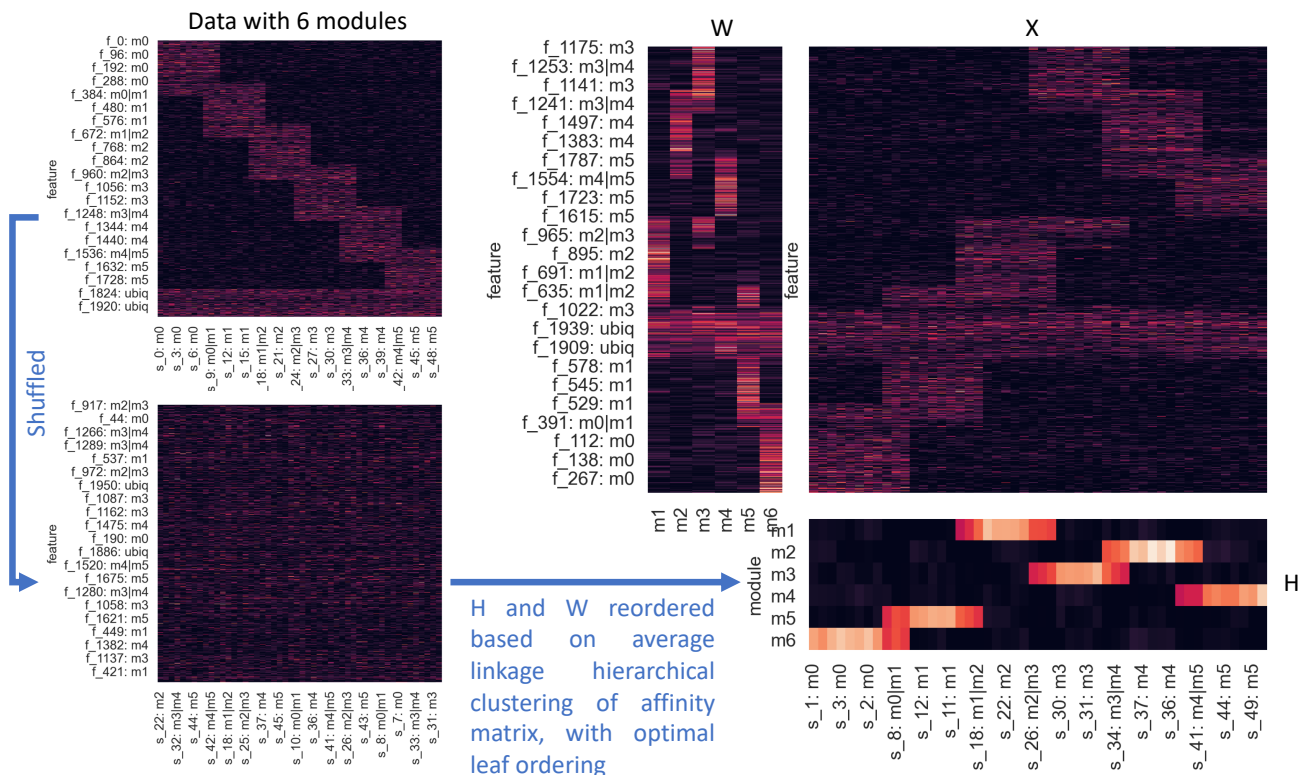 Data with 6 modules
f_0: m0
f_96: m0
f_192: m0
f_288: m0
f_384: m0|m1
f_480: m1
f_576: m1
f_672: m1|m2
f_768: m2
f_864: m2
f_960: m2|m3
f_1056: m3
f_1152: m3
f_1248: m3|m4
f_1344: m4
f_1440: m4
f_1536: m4|m5
f_1632: m5
f_1728: m5
f_1824: ubiq
f_1920: ubiq
feature
s_0: m0
s_3: m0
s_6: m0
s_9: m0|m1
s_12: m1
s_15: m1
_18: m1|m2
s_21: m2
_24: m2|m3
s_27: m3
s_30: m3
_33: m3|m4
s_36: m4
s_39: m4
_42: m4|m5
s_45: m5
s_48: m5
Shuffled
f_917: m2|m3
f_44: m0
f_1266: m3|m4
f_1289: m3|m4
f_537: m1
f_972: m2|m3
f_1950: ubiq
f_1087: m3
f_1162: m3
f_1475: m4
f_190: m0
f_1886: ubiq
f_1520: m4|m5
f_1675: m5
f_1280: m3|m4
f_1058: m3
f_1621: m5
f_449: m1
f_1382: m4
f_1137: m3
f_421: m1
feature
s_22: m2
s_32: m3|m4
s_44: m5
s_42: m4|m5
s_18: m1|m2
s_25: m2|m3
s_37: m4
s_45: m5
s_10: m0|m1
s_36: m4
s_41: m4|m5
s_26: m2|m3
s_43: m5
s_8: m0|m1
s_7: m0
s_33: m3|m4
s_31: m3
H and W reordered
based on average
linkage hierarchical
clustering of affinity
matrix, with optimal
leaf ordering
W
f_1175: m3
f_1253: m3|m4
f_1141: m3
f_1241: m3|m4
f_1497: m4
f_1383: m4
f_1787: m5
f_1554: m4|m5
f_1723: m5
f_1615: m5
f_965: m2|m3
f_895: m2
f_691: m1|m2
f_635: m1|m2
f_1022: m3
f_1939: ubiq
f_1909: ubiq
f_578: m1
f_545: m1
f_529: m1
f_391: m0|m1
f_112: m0
f_138: m0
f_267: m0
feature
m1
m2
m3
m4
m5
m6
X
feature
m1
m2
m3
m4
m5
m6
module
H
s_1: m0
s_3: m0
s_2: m0
s_8: m0|m1
s_12: m1
s_11: m1
s_18: m1|m2
s_22: m2
s_26: m2|m3
s_30: m3
s_31: m3
s_34: m3|m4
s_37: m4
s_36: m4
s_41: m4|m5
s_44: m5
s_49: m5